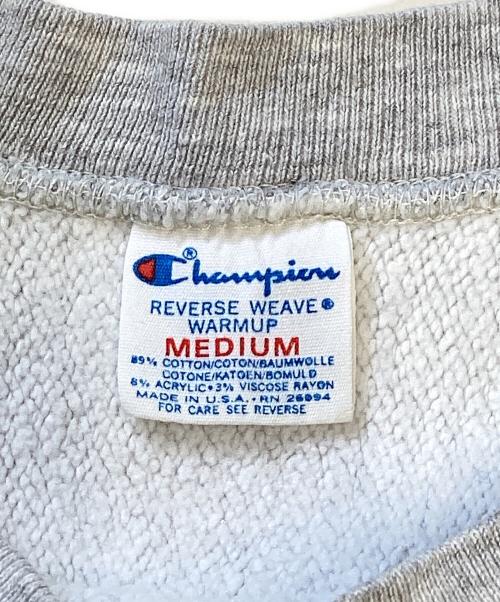 Champion®
REVERSE WEAVE®
WARMUP
MEDIUM
89% COTTON/COTON/BAUMWOLLE
COTONE/KATOEN/BOMULD
8% ACRYLIC•3% VISCOSE RAYON
MADE IN U.S.A.•RN 26094
FOR CARE SEE REVERSE